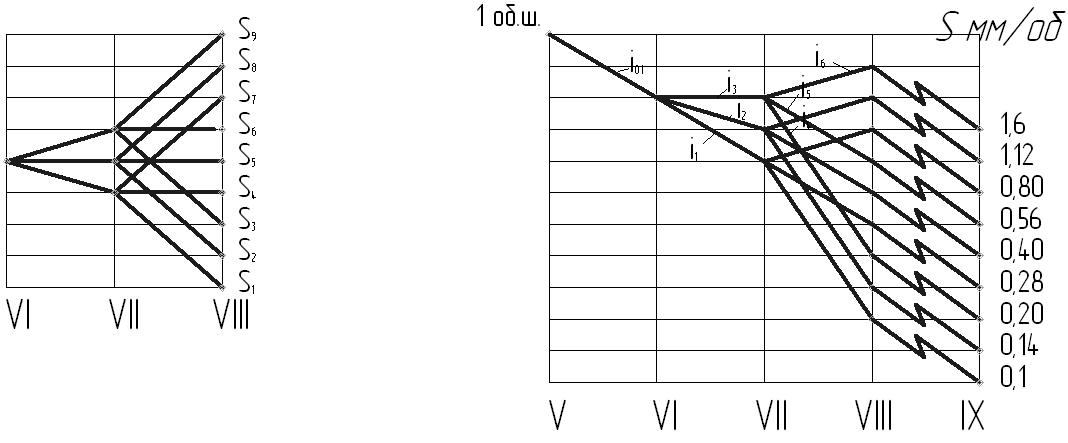 S₉
S₈
S₇
S₆
S₅
S₄
S₃
S₂
S₁
VI VII VIII
1 об.ш.
S мм/об
i₀₁
i₃
i₂
i₁
i₆
i₅
1,6
1,12
0,80
0,56
0,40
0,28
0,20
0,14
0,1
V VI VII VIII IX